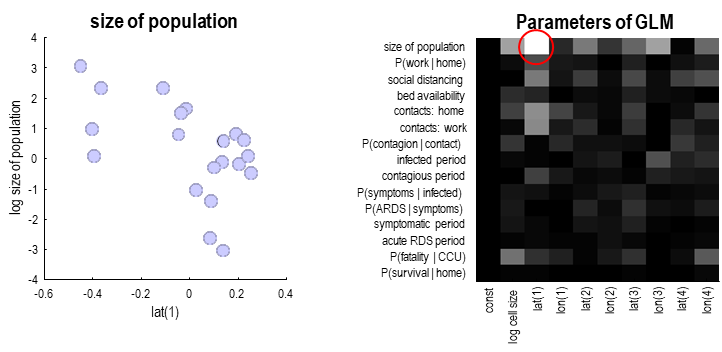 size of population
4
3
2
1
0
-1
-2
-3
-4
log size of population
-0.6
-0.4
-0.2
0
0.2
0.4
lat(1)
Parameters of GLM
size of population
P(work | home)
social distancing
bed availability
contacts: home
contacts: work
P(contagion | contact)
infected period
contagious period
P(symptoms | infected)
P(ARDS | symptoms)
symptomatic period
acute RDS period
P(fatality | CCU)
P(survival | home)
const
log cell size
lat(1)
lon(1)
lat(2)
lon(2)
lat(3)
lon(3)
lat(4)
lon(4)